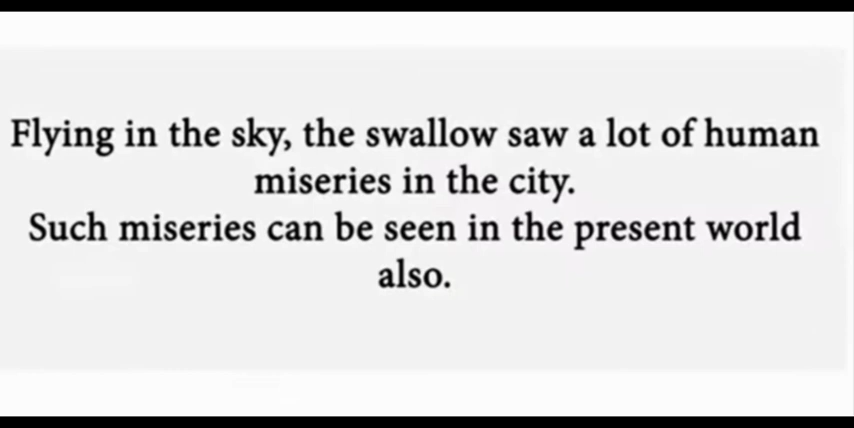 Flying in the sky, the swallow saw a lot of human
miseries in the city.
Such miseries can be seen in the present world
also.